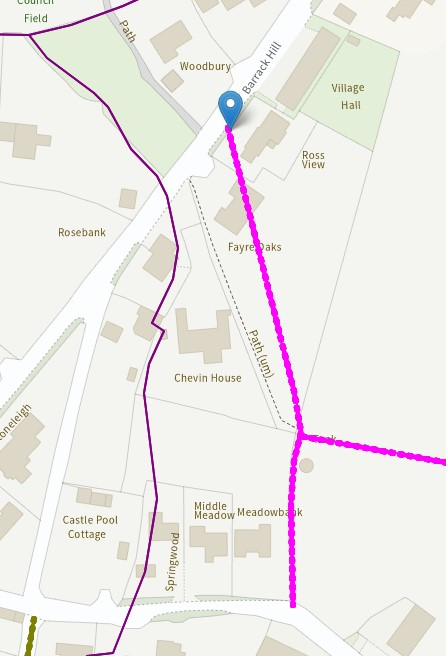 Council
Field
Path
Woodbury
Barrack Hill
Village
Hall
Ross
View
Rosebank
Fayre Oaks
Path (um)
Chevin House
Middle
Meadow
Meadowbank
Castle Pool
Cottage
Springwood